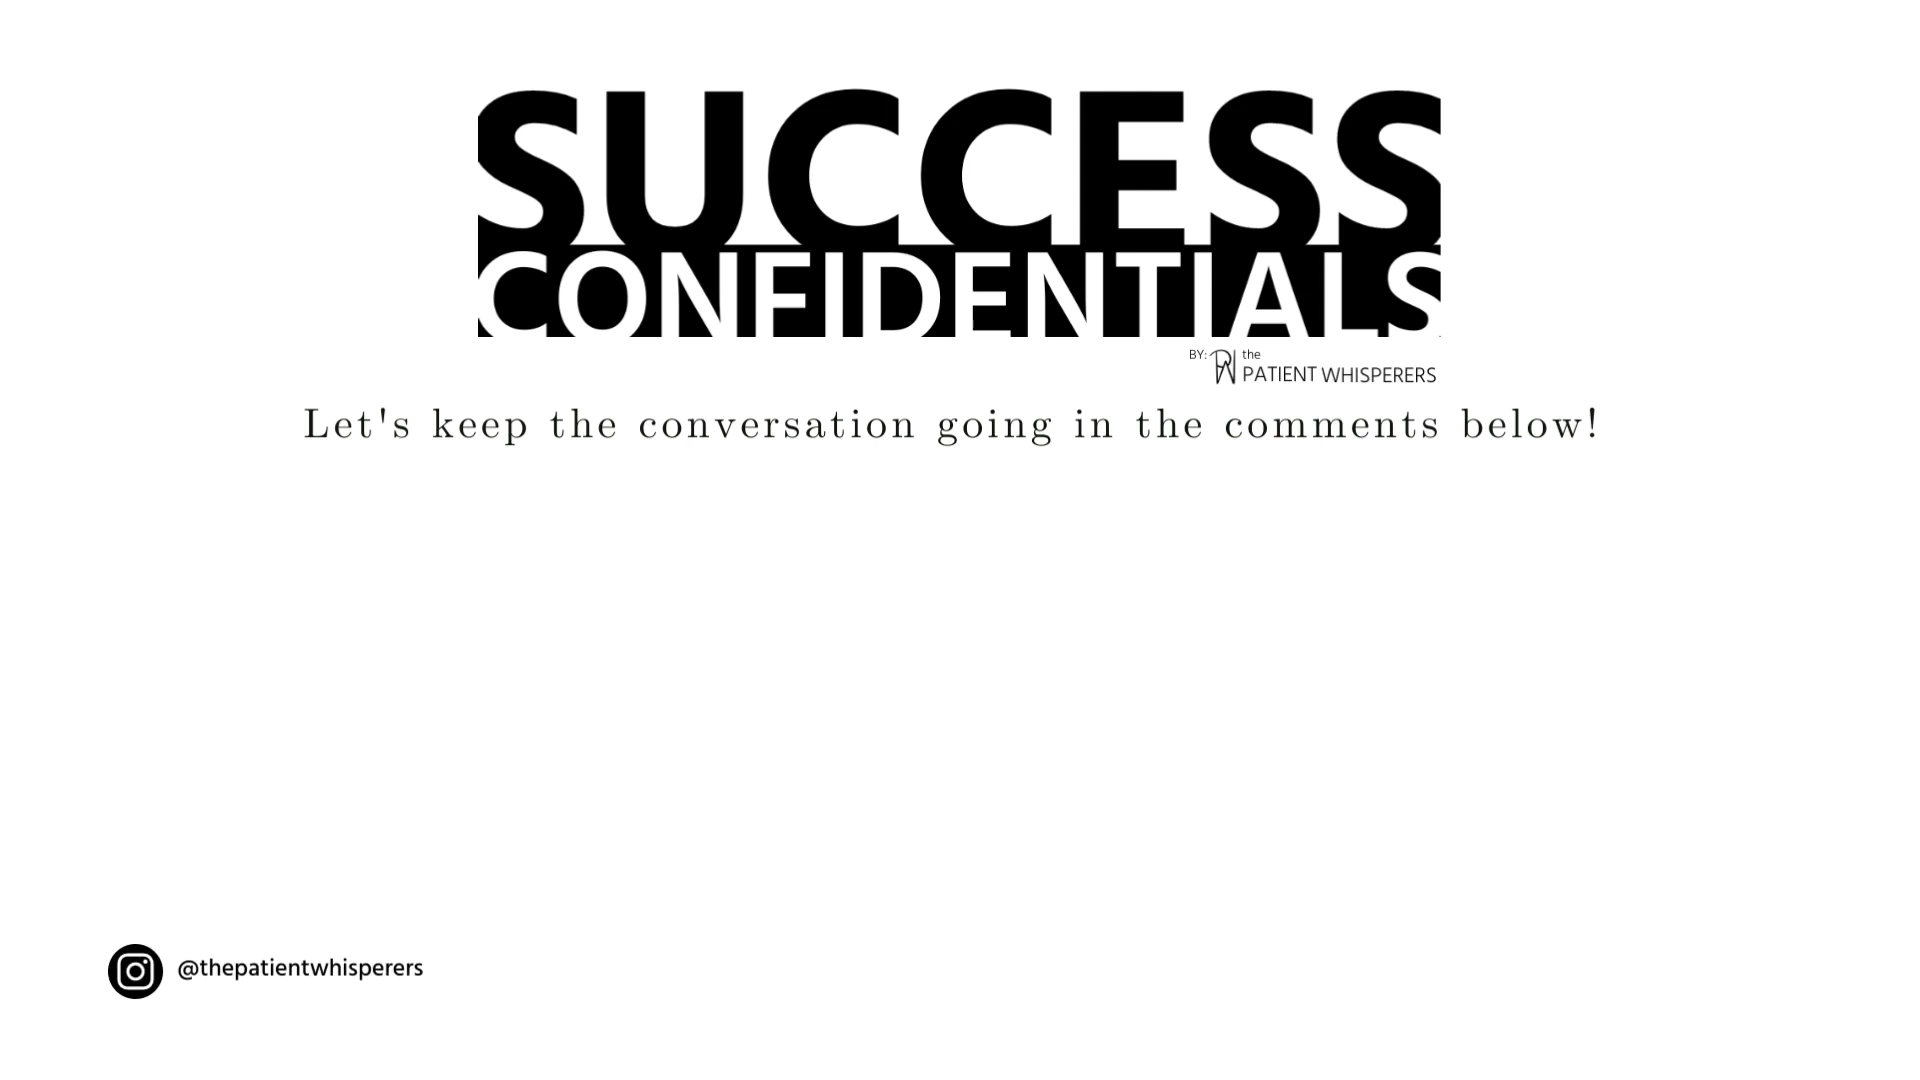 SUCCESS
CONFIDENTIALS
BY: the
PATIENT WHISPERERS
Let's keep the conversation going in the comments below!
@thepatientwhisperers